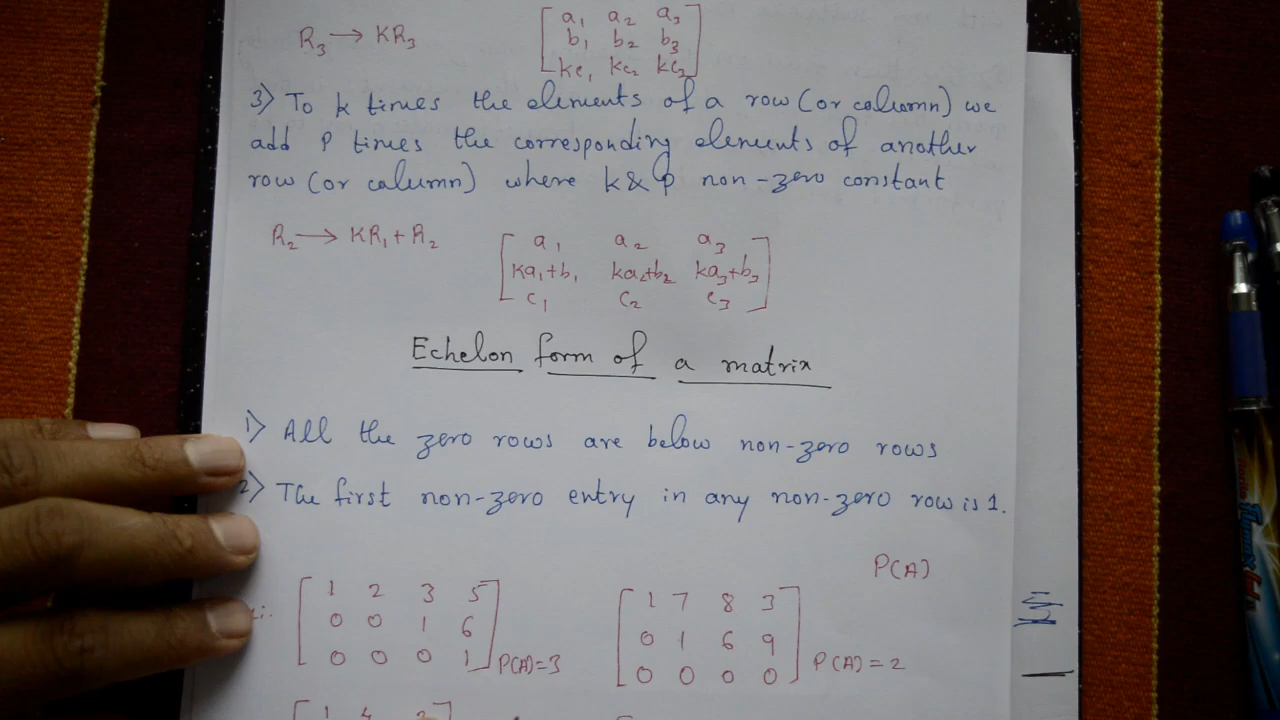 R₃ → KR₃
[a₁ a₂ a₃
b₁ b₂ b₃
kc₁ kc₂ kc₃]
3) To k times the elements of a row (or column) we
add P times the corresponding elements of another
row (or column) where k & p non-zero constant
R₂ → KR₁ + R₂
[a₁ a₂ a₃
ka₁+b₁ ka₂+b₂ ka₃+b₃
c₁ c₂ c₃]
Echelon form of a matrix
1) All the zero rows are below non-zero rows
2) The first non-zero entry in any non-zero row is 1.
P(A)
[1 2 3 5
0 0 1 6
0 0 0 1] P(A)=3
[1 7 8 3
0 1 6 9
0 0 0 0] P(A) = 2